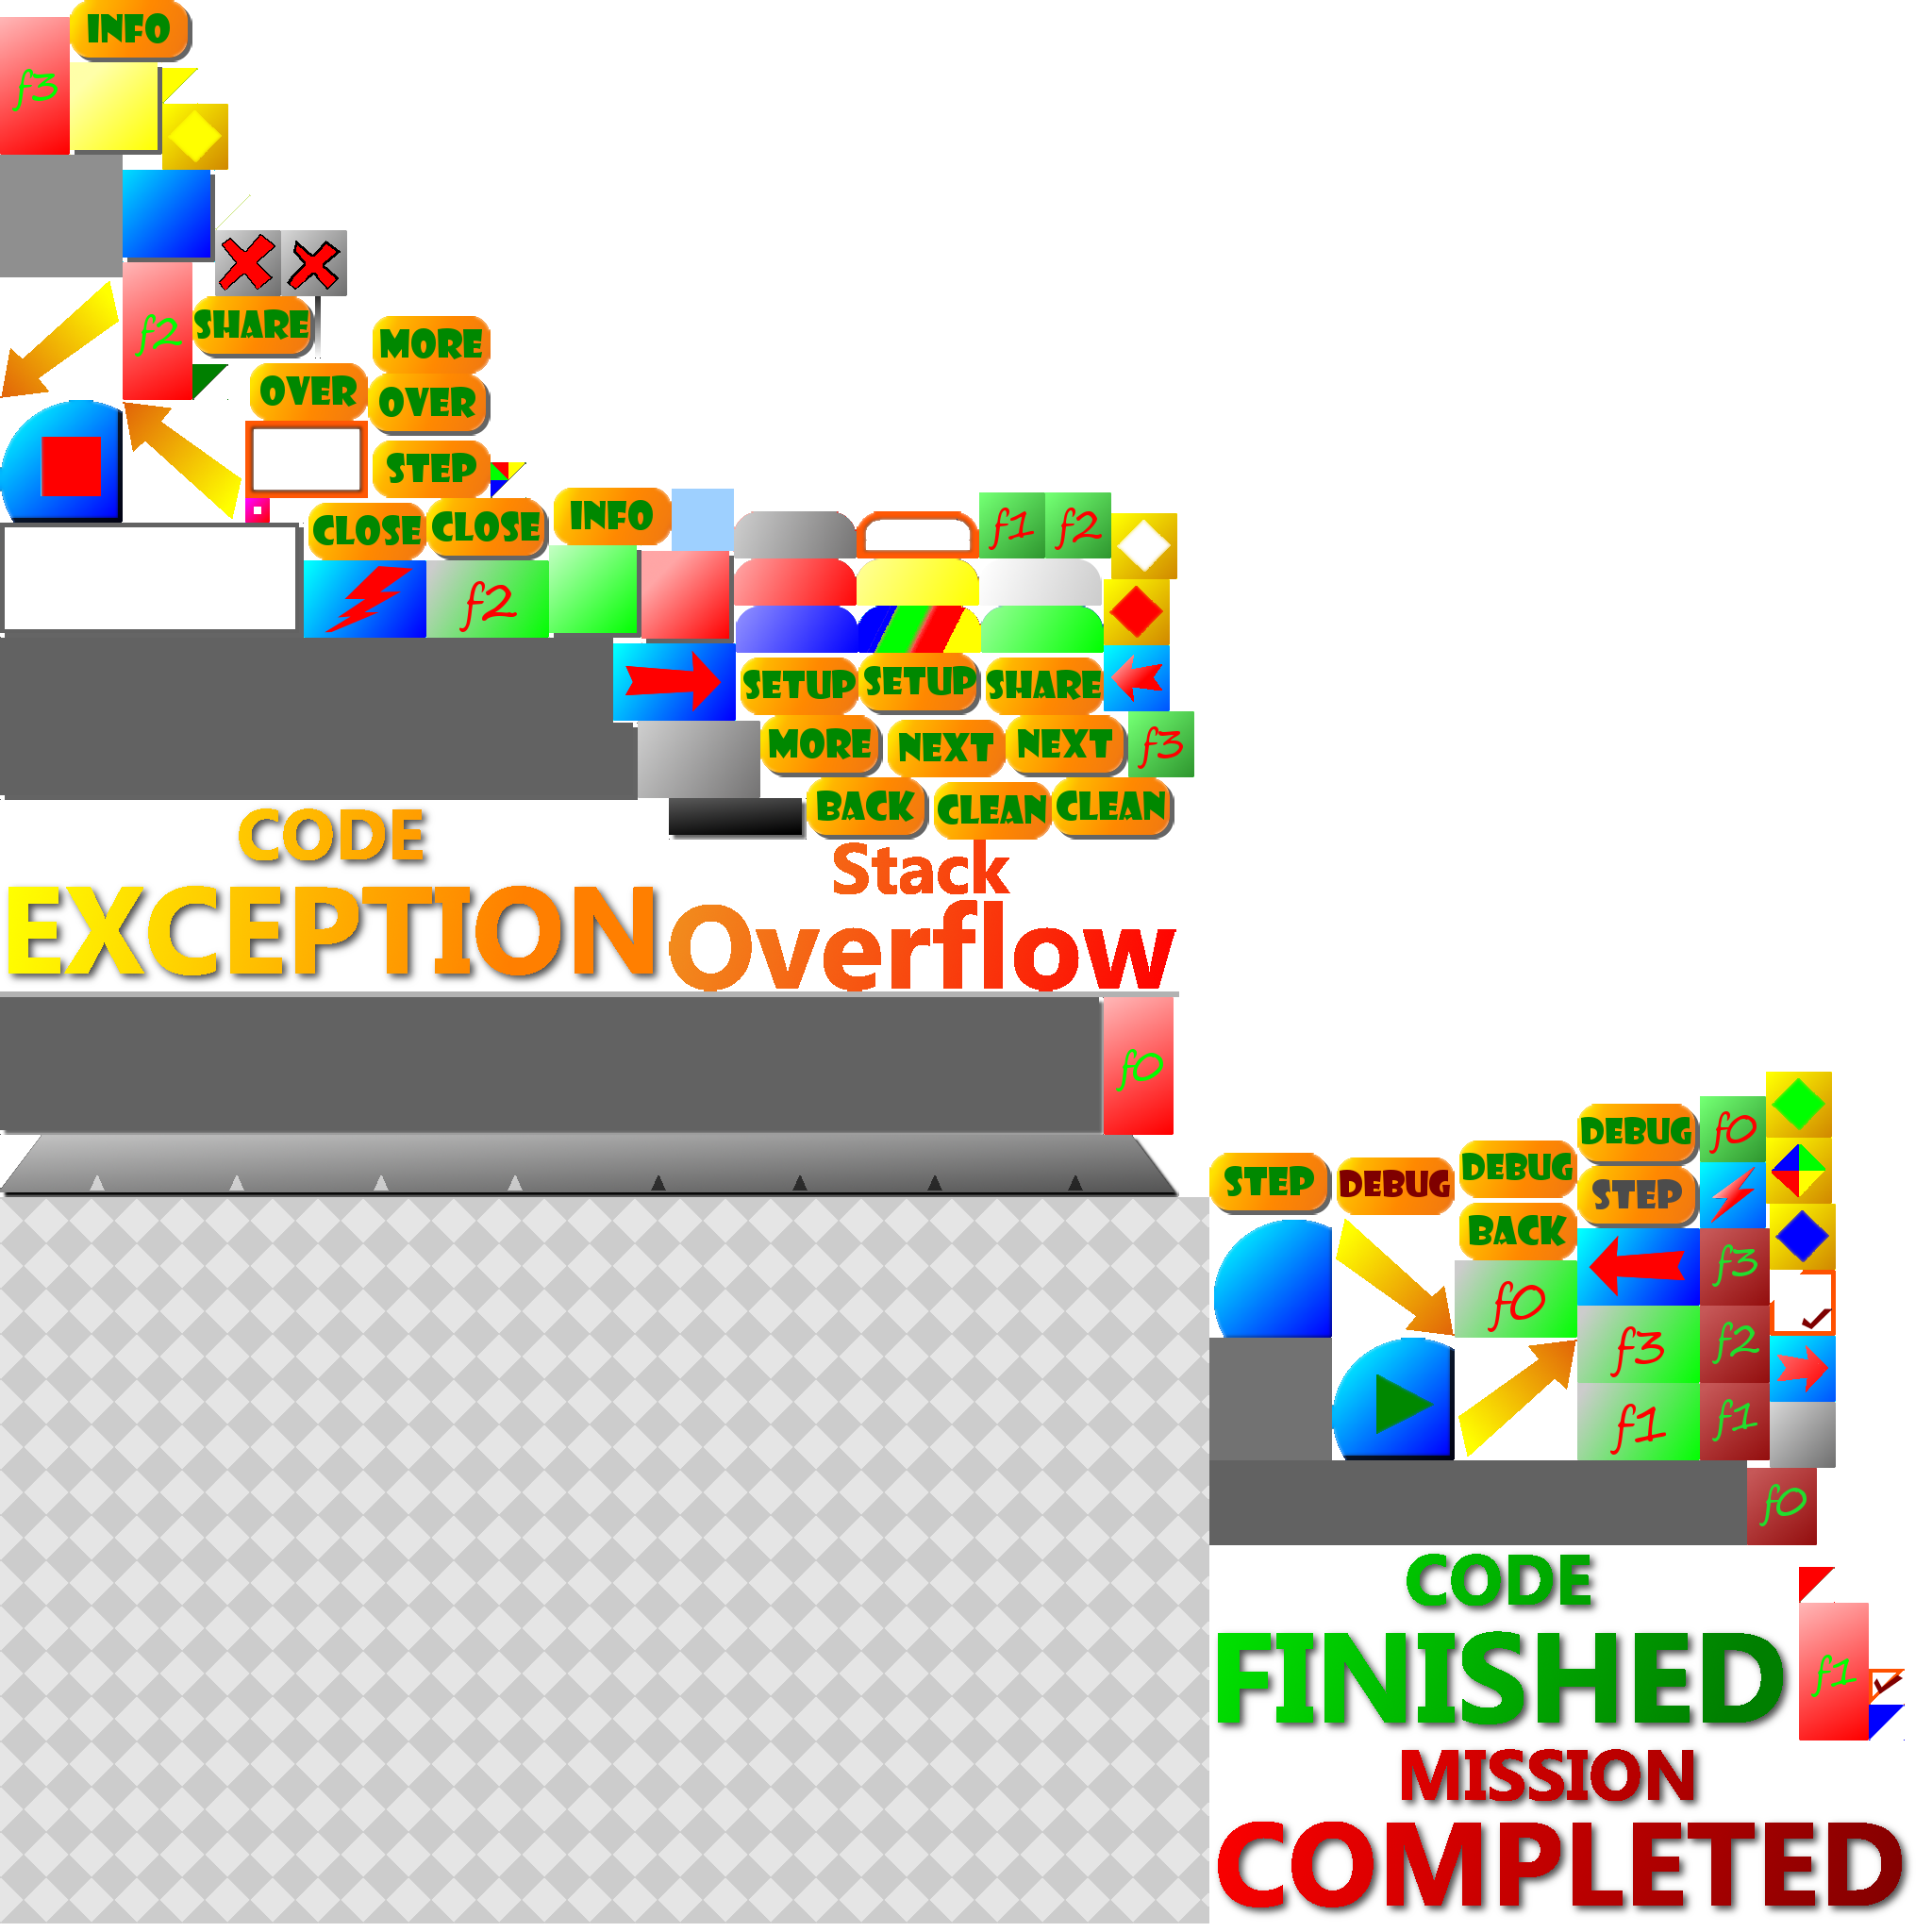 INFO
f3
f2
SHARE
MORE
OVER
OVER
STEP
CLOSE
CLOSE
INFO
f1
f2
f2
SETUP
SETUP
SHARE
MORE
NEXT
NEXT
f3
BACK
CLEAN
CLEAN
CODE
EXCEPTION
Stack
Overflow
f0
DEBUG
f0
STEP
DEBUG
DEBUG
STEP
BACK
f3
f0
f3
f2
f1
f1
f0
CODE
FINISHED
f1
MISSION
COMPLETED